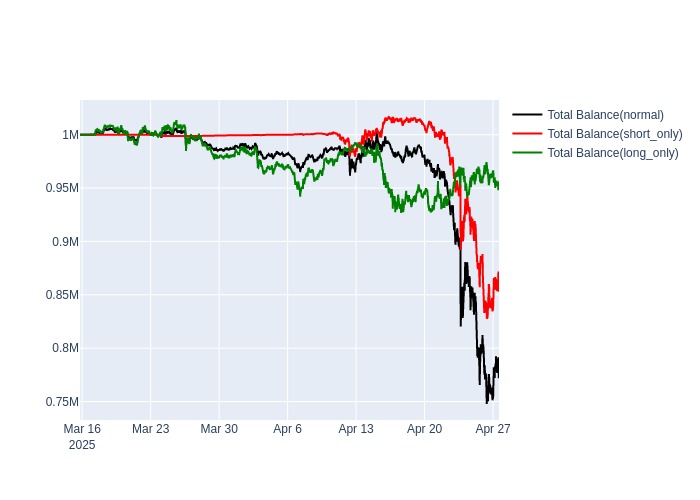 Total Balance(normal)
Total Balance(short_only)
Total Balance(long_only)
1M
0.95M
0.9M
0.85M
0.8M
0.75M
Mar 16 Mar 23 Mar 30 Apr 6 Apr 13 Apr 20 Apr 27
2025